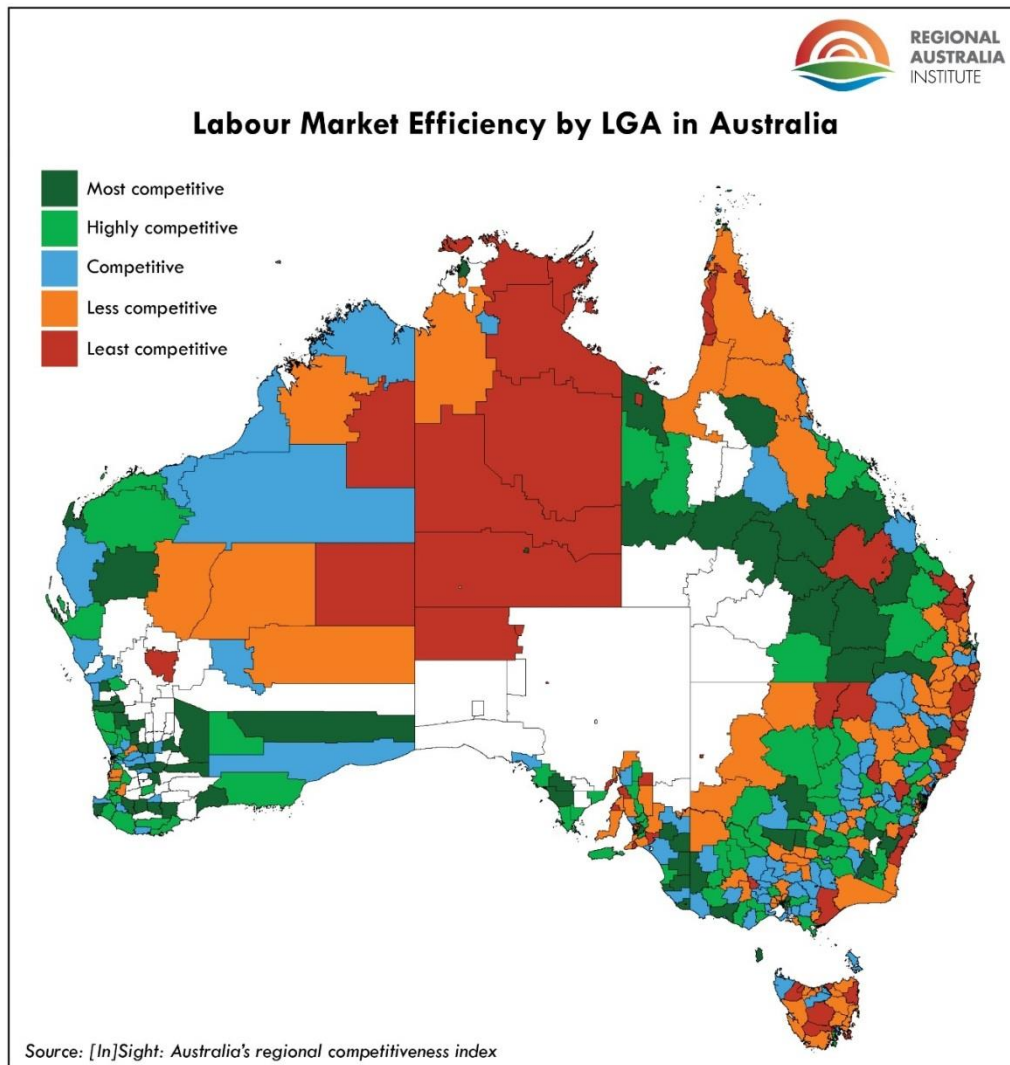 REGIONAL
AUSTRALIA
INSTITUTE
Labour Market Efficiency by LGA in Australia
Most competitive
Highly competitive
Competitive
Less competitive
Least competitive
Source: [In]Sight: Australia's regional competitiveness index